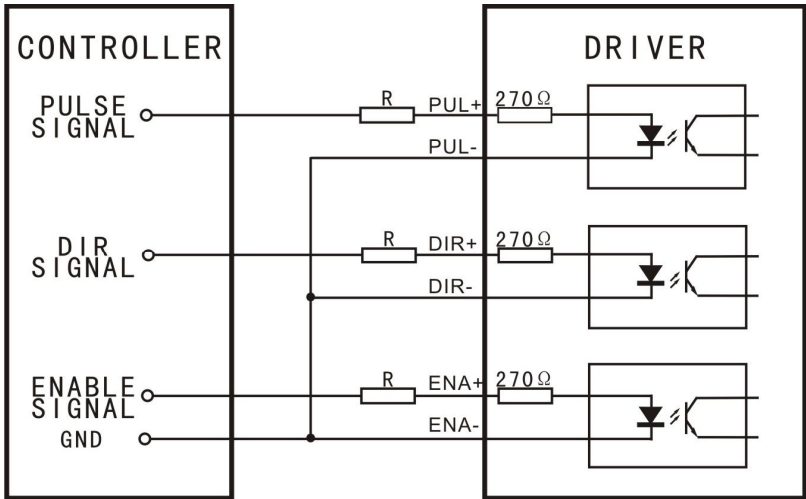 CONTROLLER
DRIVER
PULSE
SIGNAL
R
PUL+
270Ω
PUL-
DIR
SIGNAL
R
DIR+
270Ω
DIR-
ENABLE
SIGNAL
R
ENA+
270Ω
GND
ENA-